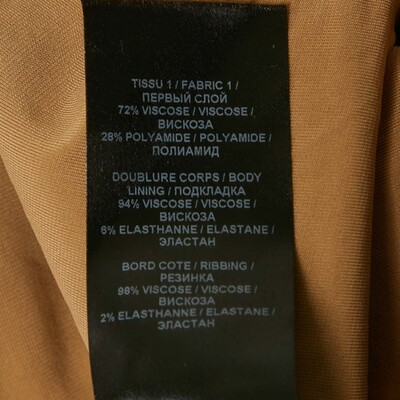 TISSU 1 / FABRIC 1 /
ПЕРВЫЙ СЛОЙ
72% VISCOSE / VISCOSE /
ВИСКОЗА
28% POLYAMIDE / POLYAMIDE /
ПОЛИАМИД
DOUBLURE CORPS / BODY
LINING / ПОДКЛАДКА
94% VISCOSE / VISCOSE /
ВИСКОЗА
6% ELASTHANNE / ELASTANE /
ЭЛАСТАН
BORD COTE / RIBBING /
РЕЗИНКА
98% VISCOSE / VISCOSE /
ВИСКОЗА
2% ELASTHANNE / ELASTANE /
ЭЛАСТАН